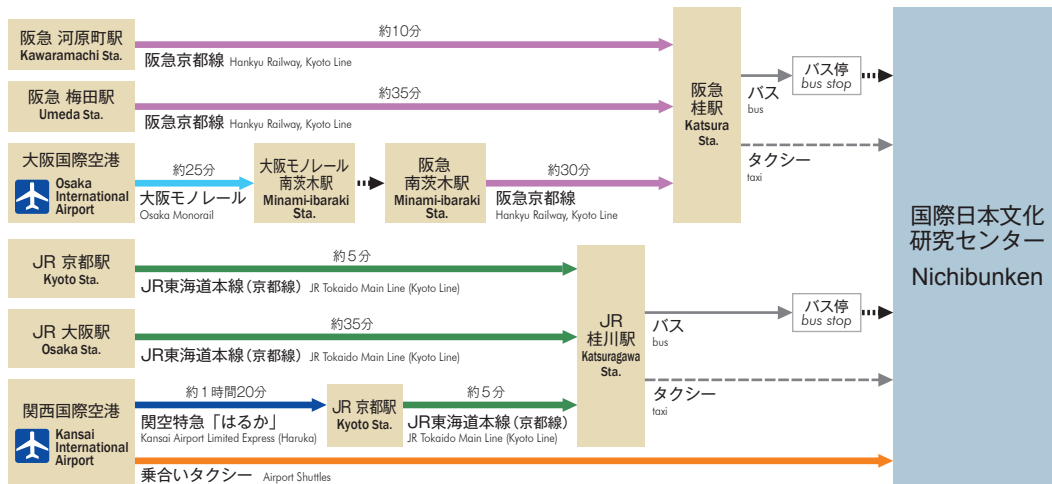 阪急 河原町駅
Kawaramachi Sta.
約10分
阪急京都線 Hankyu Railway, Kyoto Line
阪急 梅田駅
Umeda Sta.
約35分
阪急京都線 Hankyu Railway, Kyoto Line
大阪国際空港
Osaka
International
Airport
約25分
大阪モノレール
Osaka Monorail
大阪モノレール
南茨木駅
Minami-ibaraki
Sta.
阪急
南茨木駅
Minami-ibaraki
Sta.
約30分
阪急京都線
Hankyu Railway, Kyoto Line
阪急
桂駅
Katsura
Sta.
バス
bus
バス停
bus stop
タクシー
taxi
JR 京都駅
Kyoto Sta.
約5分
JR東海道本線(京都線) JR Tokaido Main Line (Kyoto Line)
JR 大阪駅
Osaka Sta.
約35分
JR東海道本線(京都線) JR Tokaido Main Line (Kyoto Line)
関西国際空港
Kansai
International
Airport
約1時間20分
関空特急「はるか」
Kansai Airport Limited Express (Haruka)
JR 京都駅
Kyoto Sta.
約5分
JR東海道本線(京都線)
JR Tokaido Main Line (Kyoto Line)
乗合いタクシー Airport Shuttles
JR
桂川駅
Katsuragawa
Sta.
バス
bus
バス停
bus stop
タクシー
taxi
国際日本文化
研究センター
Nichibunken